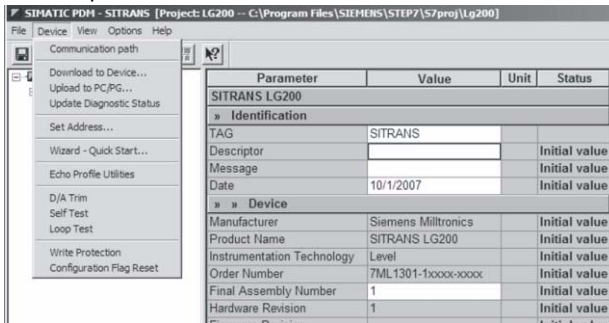 SIMATIC PDM - SITRANS [Project: LG200 -- C:\Program Files\SIEMENS\STEP7\S7proj\Lg200]
File Device View Options Help
Communication path
Download to Device...
Upload to PC/PG...
Update Diagnostic Status
Set Address...
Wizard - Quick Start...
Echo Profile Utilities
D/A Trim
Self Test
Loop Test
Write Protection
Configuration Flag Reset
Parameter Value Unit Status
SITRANS LG200
» Identification
TAG SITRANS
Descriptor Initial value
Message Initial value
Date 10/1/2007 Initial value
» » Device
Manufacturer Siemens Milltronics Initial value
Product Name SITRANS LG200 Initial value
Instrumentation Technology Level Initial value
Order Number 7ML1301-1xxxx-xxxx Initial value
Final Assembly Number 1 Initial value
Hardware Revision 1 Initial value